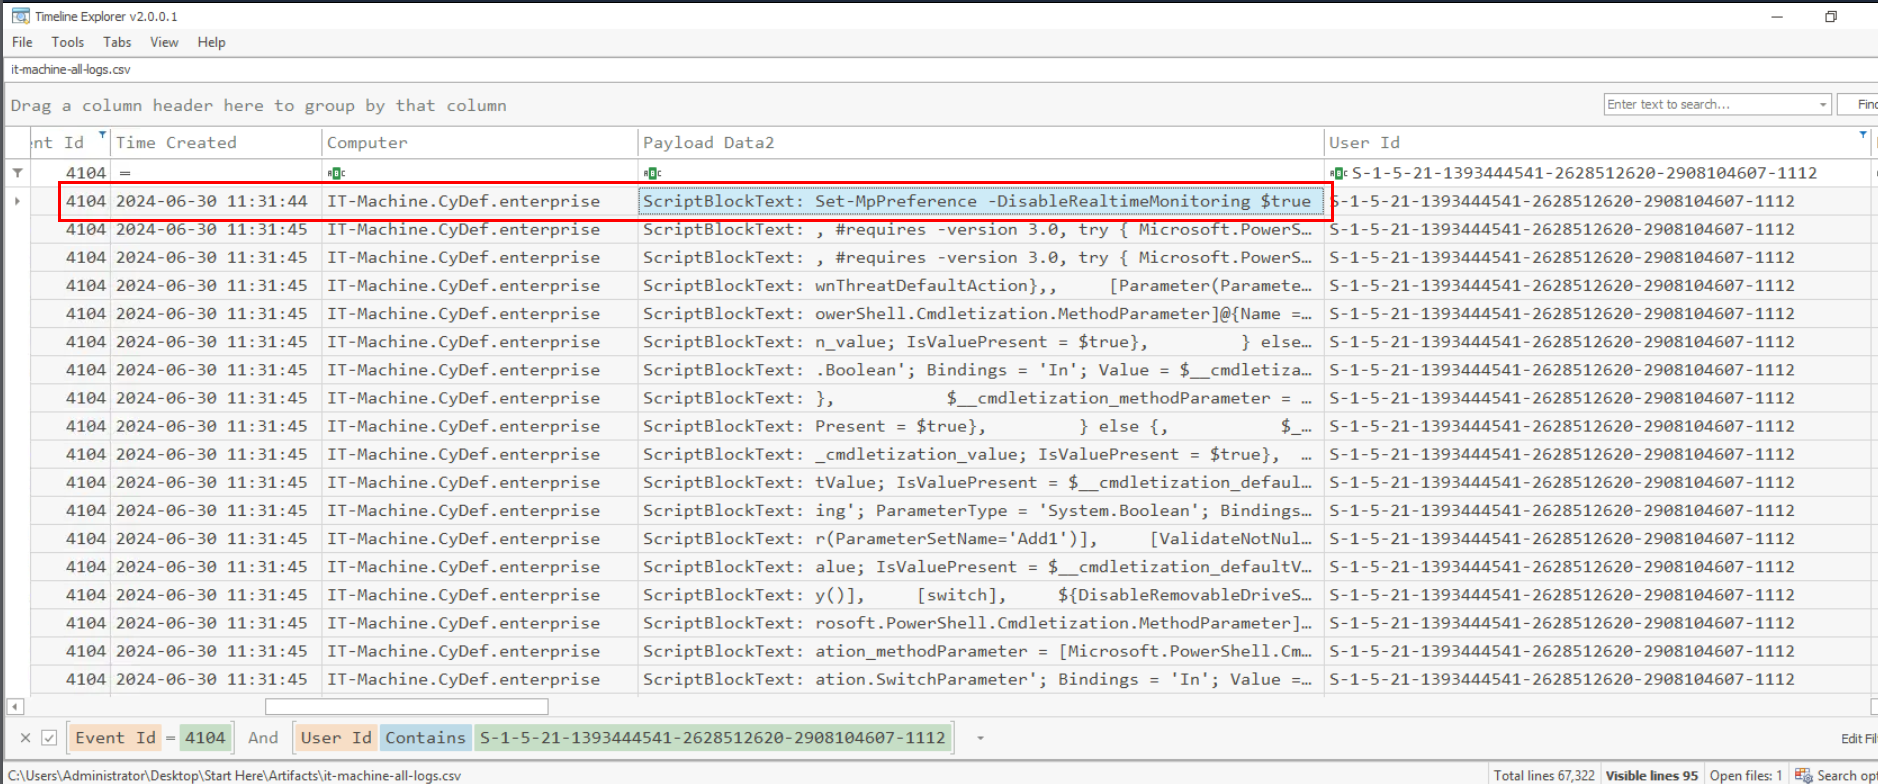 Timeline Explorer v2.0.0.1
File Tools Tabs View Help
it-machine-all-logs.csv
Drag a column header here to group by that column
Enter text to search...
Find
ent Id Time Created Computer Payload Data2 User Id
4104 = S-1-5-21-1393444541-2628512620-2908104607-1112
4104 2024-06-30 11:31:44 IT-Machine.CyDef.enterprise ScriptBlockText: Set-MpPreference -DisableRealtimeMonitoring $true S-1-5-21-1393444541-2628512620-2908104607-1112
4104 2024-06-30 11:31:45 IT-Machine.CyDef.enterprise ScriptBlockText: , #requires -version 3.0, try { Microsoft.PowerS... S-1-5-21-1393444541-2628512620-2908104607-1112
4104 2024-06-30 11:31:45 IT-Machine.CyDef.enterprise ScriptBlockText: , #requires -version 3.0, try { Microsoft.PowerS... S-1-5-21-1393444541-2628512620-2908104607-1112
4104 2024-06-30 11:31:45 IT-Machine.CyDef.enterprise ScriptBlockText: wnThreatDefaultAction},, [Parameter(Paramete... S-1-5-21-1393444541-2628512620-2908104607-1112
4104 2024-06-30 11:31:45 IT-Machine.CyDef.enterprise ScriptBlockText: owerShell.Cmdletization.MethodParameter]@{Name =... S-1-5-21-1393444541-2628512620-2908104607-1112
4104 2024-06-30 11:31:45 IT-Machine.CyDef.enterprise ScriptBlockText: n_value; IsValuePresent = $true}, } else... S-1-5-21-1393444541-2628512620-2908104607-1112
4104 2024-06-30 11:31:45 IT-Machine.CyDef.enterprise ScriptBlockText: .Boolean'; Bindings = 'In'; Value = $__cmdletiza... S-1-5-21-1393444541-2628512620-2908104607-1112
4104 2024-06-30 11:31:45 IT-Machine.CyDef.enterprise ScriptBlockText: }, $__cmdletization_methodParameter = ... S-1-5-21-1393444541-2628512620-2908104607-1112
4104 2024-06-30 11:31:45 IT-Machine.CyDef.enterprise ScriptBlockText: Present = $true}, } else {, $_... S-1-5-21-1393444541-2628512620-2908104607-1112
4104 2024-06-30 11:31:45 IT-Machine.CyDef.enterprise ScriptBlockText: _cmdletization_value; IsValuePresent = $true}, ... S-1-5-21-1393444541-2628512620-2908104607-1112
4104 2024-06-30 11:31:45 IT-Machine.CyDef.enterprise ScriptBlockText: tValue; IsValuePresent = $__cmdletization_defaul... S-1-5-21-1393444541-2628512620-2908104607-1112
4104 2024-06-30 11:31:45 IT-Machine.CyDef.enterprise ScriptBlockText: ing'; ParameterType = 'System.Boolean'; Bindings... S-1-5-21-1393444541-2628512620-2908104607-1112
4104 2024-06-30 11:31:45 IT-Machine.CyDef.enterprise ScriptBlockText: r(ParameterSetName='Add1')], [ValidateNotNul... S-1-5-21-1393444541-2628512620-2908104607-1112
4104 2024-06-30 11:31:45 IT-Machine.CyDef.enterprise ScriptBlockText: alue; IsValuePresent = $__cmdletization_defaultV... S-1-5-21-1393444541-2628512620-2908104607-1112
4104 2024-06-30 11:31:45 IT-Machine.CyDef.enterprise ScriptBlockText: y()], [switch], ${DisableRemovableDriveS... S-1-5-21-1393444541-2628512620-2908104607-1112
4104 2024-06-30 11:31:45 IT-Machine.CyDef.enterprise ScriptBlockText: rosoft.PowerShell.Cmdletization.MethodParameter]... S-1-5-21-1393444541-2628512620-2908104607-1112
4104 2024-06-30 11:31:45 IT-Machine.CyDef.enterprise ScriptBlockText: ation_methodParameter = [Microsoft.PowerShell.Cm... S-1-5-21-1393444541-2628512620-2908104607-1112
4104 2024-06-30 11:31:45 IT-Machine.CyDef.enterprise ScriptBlockText: ation.SwitchParameter'; Bindings = 'In'; Value =... S-1-5-21-1393444541-2628512620-2908104607-1112
Event Id = 4104 And User Id Contains S-1-5-21-1393444541-2628512620-2908104607-1112
Edit Fil
C:\Users\Administrator\Desktop\Start Here\Artifacts\it-machine-all-logs.csv
Total lines 67,322 Visible lines 95 Open files: 1 Search opt